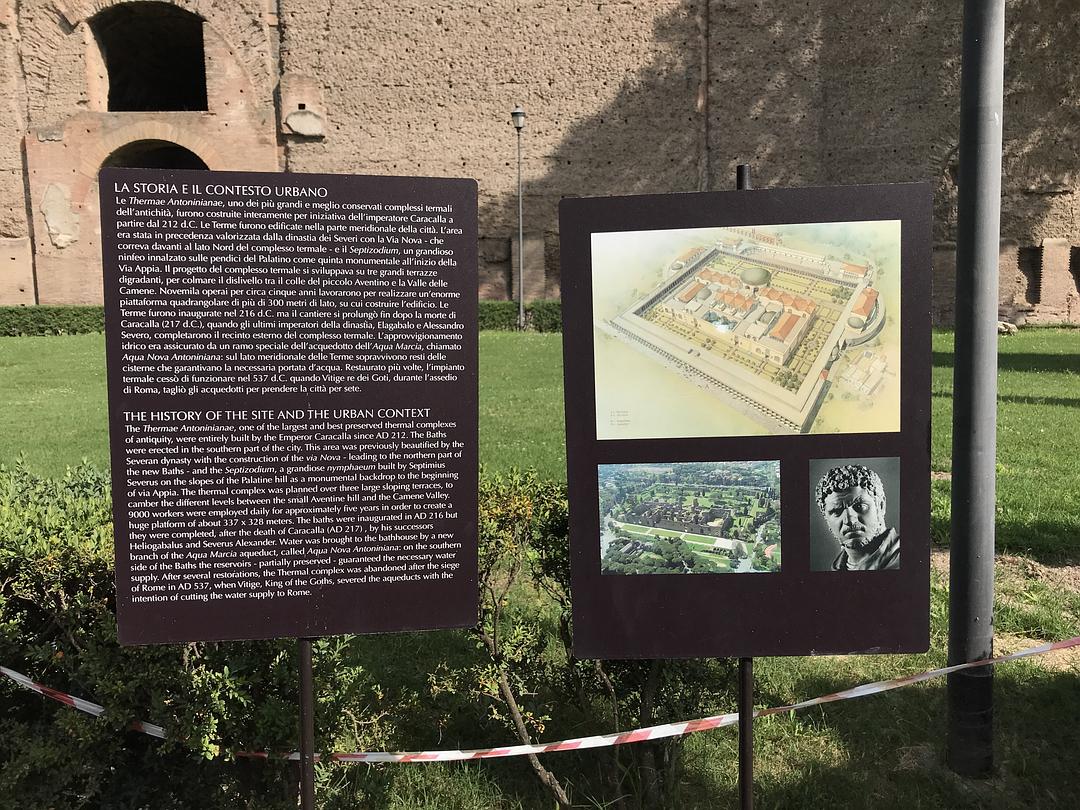 LA STORIA E IL CONTESTO URBANO
Le Thermae Antoninianae, uno dei più grandi e meglio conservati complessi termali
dell'antichità, furono costruite interamente per iniziativa dell'imperatore Caracalla a
partire dal 212 d.C. Le Terme furono edificate nella parte meridionale della città. L'area
era stata in precedenza valorizzata dalla dinastia dei Severi con la Via Nova - che
correva davanti al lato Nord del complesso termale - e il Septizodium, un grandioso
ninfeo innalzato sulle pendici del Palatino come quinta monumentale all'inizio della
Via Appia. Il progetto del complesso termale si sviluppava su tre grandi terrazze
digradanti, per colmare il dislivello tra il colle del piccolo Aventino e la Valle delle
Camene. Novemila operai per circa cinque anni lavorarono per realizzare un'enorme
piattaforma quadrangolare di più di 300 metri di lato, su cui costruire l'edificio. Le
Terme furono inaugurate nel 216 d.C. ma il cantiere si prolungò fin dopo la morte di
Caracalla (217 d.C.), quando gli ultimi imperatori della dinastia, Elagabalo e Alessandro
Severo, completarono il recinto esterno del complesso termale. L'approvvigionamento
idrico era assicurato da un ramo speciale dell'acquedotto dell'Aqua Marcia, chiamato
Aqua Nova Antoniniana: sul lato meridionale delle Terme sopravvivono resti delle
cisterne che garantivano la necessaria portata d'acqua. Restaurato più volte, l'impianto
termale cessò di funzionare nel 537 d.C. quando Vitige re dei Goti, durante l'assedio
di Roma, tagliò gli acquedotti per prendere la città per sete.
THE HISTORY OF THE SITE AND THE URBAN CONTEXT
The Thermae Antoninianae, one of the largest and best preserved thermal complexes
of antiquity, were entirely built by the Emperor Caracalla since AD 212. The Baths
were erected in the southern part of the city. This area was previously beautified by the
Severan dynasty with the construction of the via Nova - leading to the northern part of
the new Baths - and the Septizodium, a grandiose nymphaeum built by Septimius
Severus on the slopes of the Palatine hill as a monumental backdrop to the beginning
of via Appia. The thermal complex was planned over three large sloping terraces, to
camber the different levels between the small Aventine hill and the Camene Valley.
9000 workers were employed daily for approximately five years in order to create a
huge platform of about 337 x 328 meters. The baths were inaugurated in AD 216 but
they were completed, after the death of Caracalla (AD 217) , by his successors
Heliogabalus and Severus Alexander. Water was brought to the bathhouse by a new
branch of the Aqua Marcia aqueduct, called Aqua Nova Antoniniana: on the southern
side of the Baths the reservoirs - partially preserved - guaranteed the necessary water
supply. After several restorations, the Thermal complex was abandoned after the siege
of Rome in AD 537, when Vitige, King of the Goths, severed the aqueducts with the
intention of cutting the water supply to Rome.